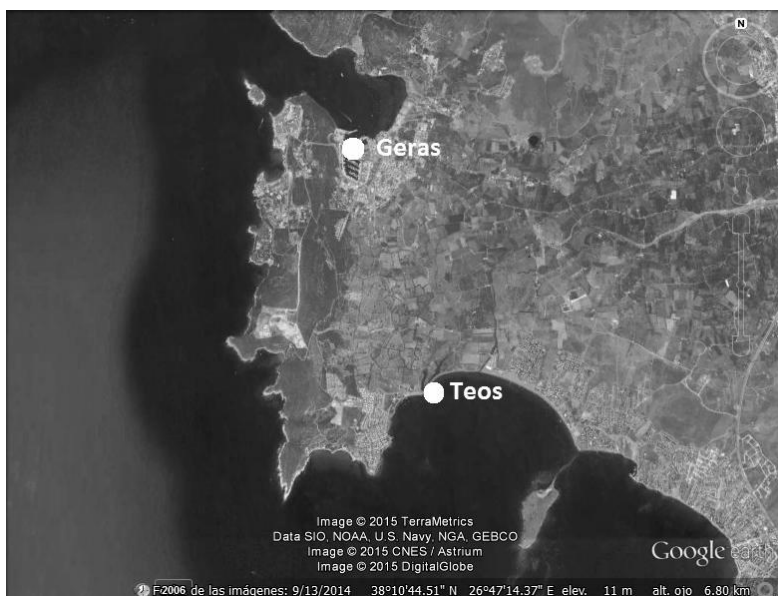 N
Geras
Teos
Image © 2015 TerraMetrics
Data SIO, NOAA, U.S. Navy, NGA, GEBCO
Image © 2015 CNES / Astrium
Image © 2015 DigitalGlobe
Google earth
2006 de las imágenes: 9/13/2014 38°10'44.51" N 26°47'14.37" E elev. 11 m alt. ojo 6.80 km